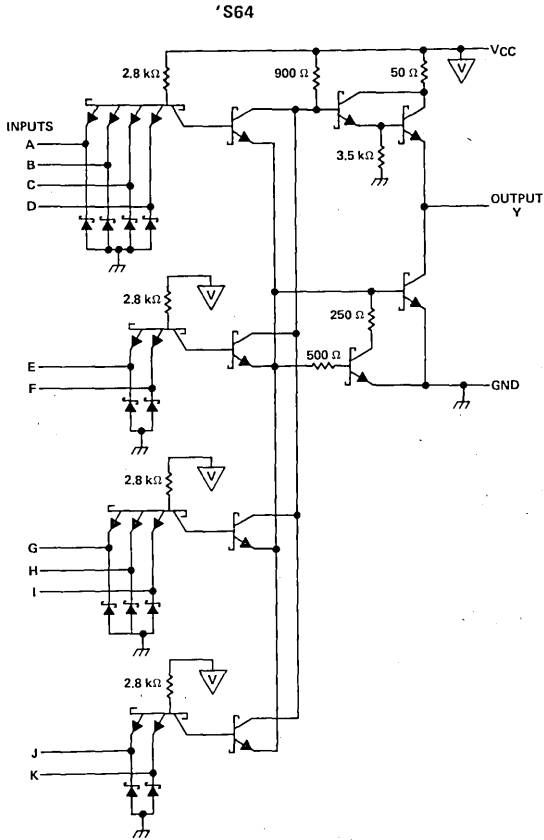 'S64
VCC
2.8 kΩ
900 Ω
50 Ω
V
INPUTS
A
B
C
D
3.5 kΩ
OUTPUT
Y
2.8 kΩ
V
250 Ω
500 Ω
E
F
GND
2.8 kΩ
V
G
H
I
2.8 kΩ
V
J
K